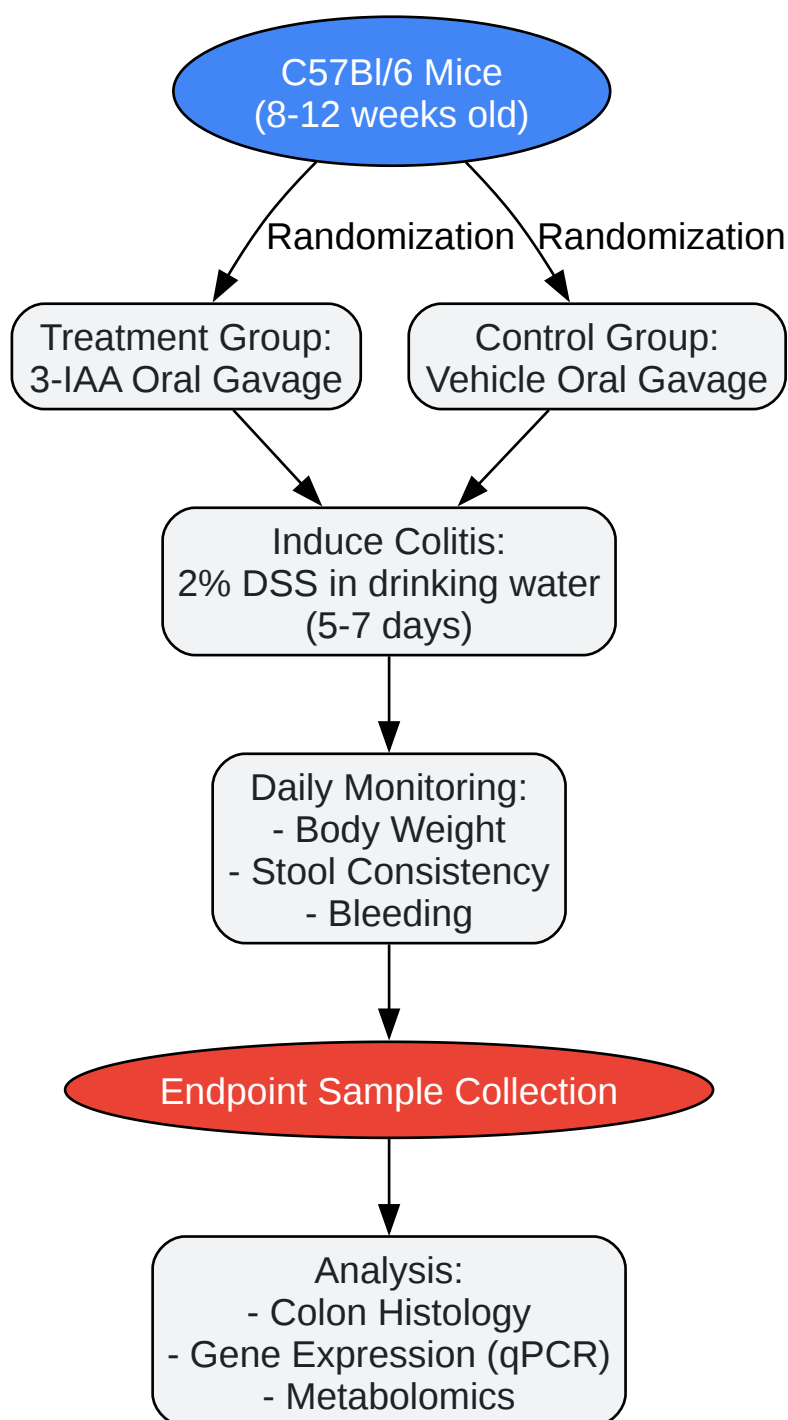 C57Bl/6 Mice
(8-12 weeks old)
Randomization
Randomization
Treatment Group:
3-IAA Oral Gavage
Control Group:
Vehicle Oral Gavage
Induce Colitis:
2% DSS in drinking water
(5-7 days)
Daily Monitoring:
- Body Weight
- Stool Consistency
- Bleeding
Endpoint Sample Collection
Analysis:
- Colon Histology
- Gene Expression (qPCR)
- Metabolomics